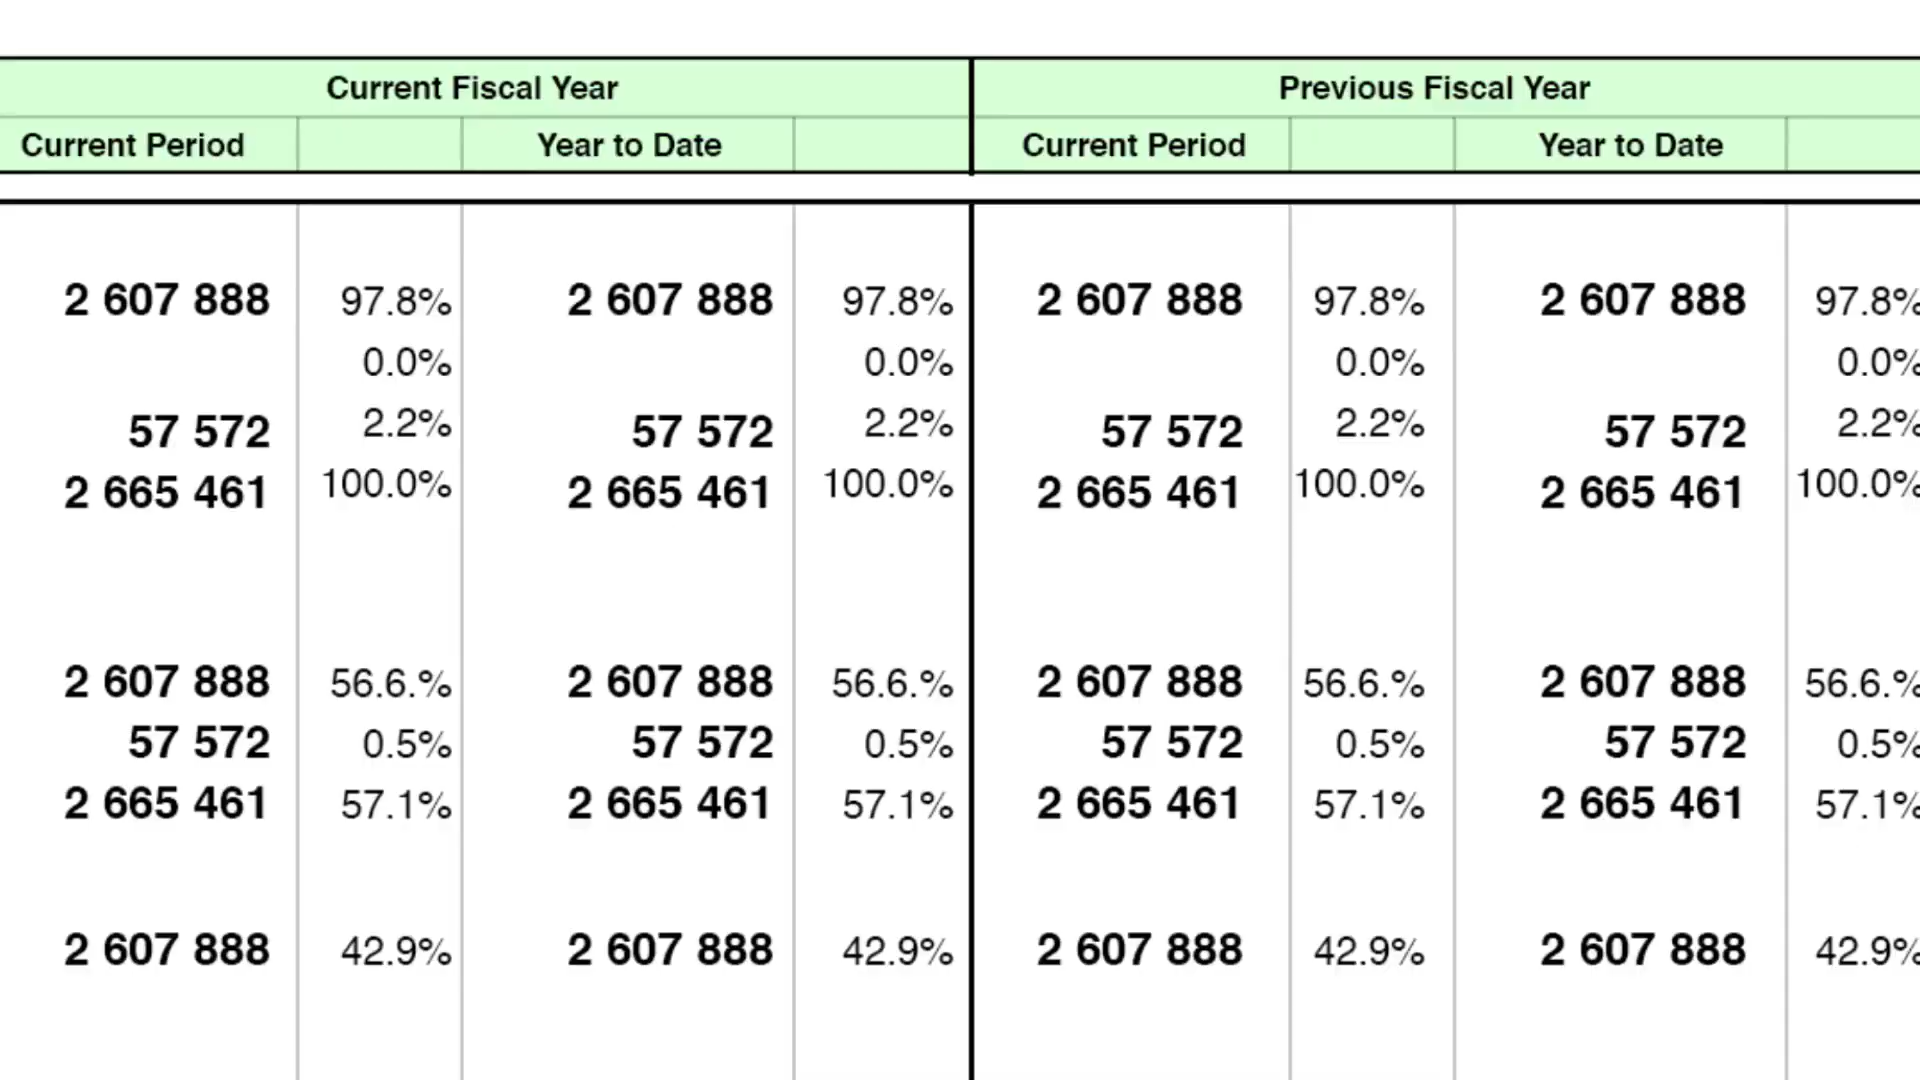 Current Fiscal Year Previous Fiscal Year
Current Period Year to Date Current Period Year to Date
2 607 888 97.8% 2 607 888 97.8% 2 607 888 97.8% 2 607 888 97.8%
0.0% 0.0% 0.0% 0.0%
57 572 2.2% 57 572 2.2% 57 572 2.2% 57 572 2.2%
2 665 461 100.0% 2 665 461 100.0% 2 665 461 100.0% 2 665 461 100.0%
2 607 888 56.6.% 2 607 888 56.6.% 2 607 888 56.6.% 2 607 888 56.6.%
57 572 0.5% 57 572 0.5% 57 572 0.5% 57 572 0.5%
2 665 461 57.1% 2 665 461 57.1% 2 665 461 57.1% 2 665 461 57.1%
2 607 888 42.9% 2 607 888 42.9% 2 607 888 42.9% 2 607 888 42.9%